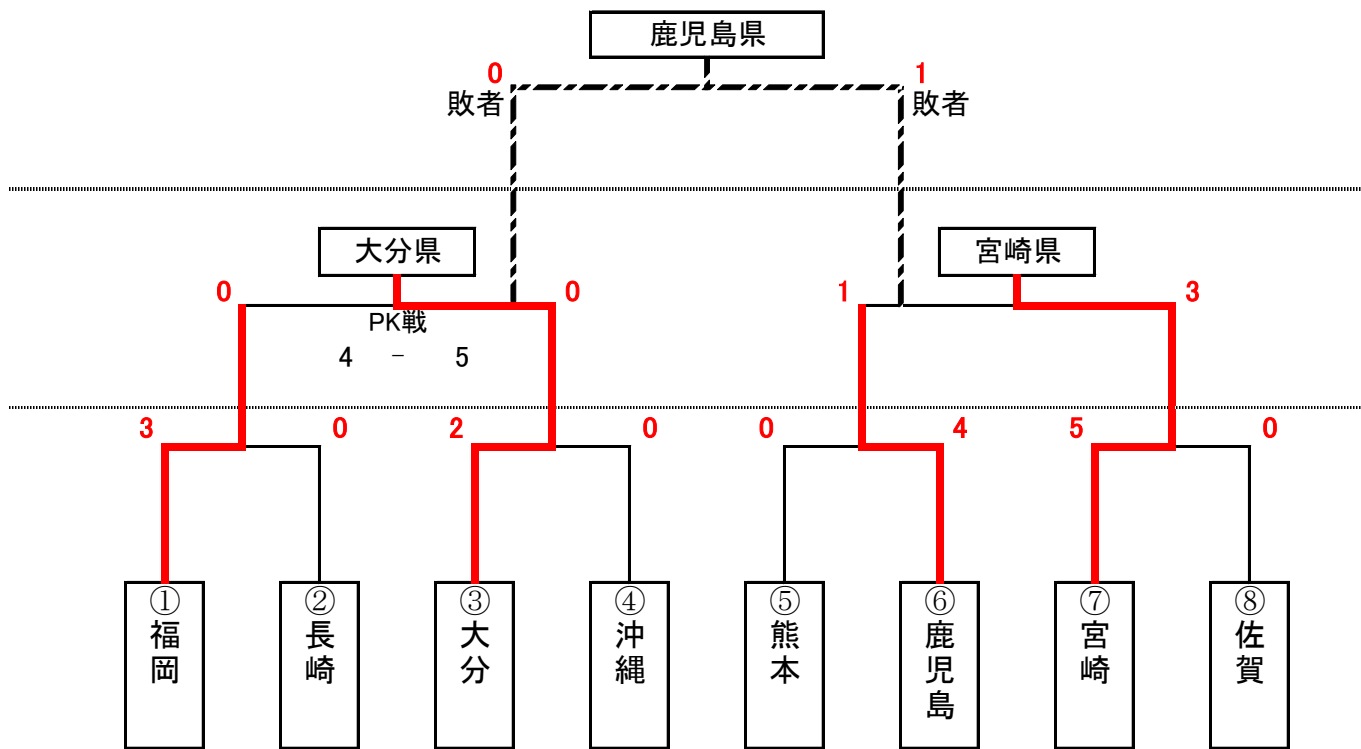 鹿児島県
0 1
敗者 敗者
大分県 宮崎県
0 0 1 3
PK戦
4 - 5
3 0 2 0 0 4 5 0
①福岡
②長崎
③大分
④沖縄
⑤熊本
⑥鹿児島
⑦宮崎
⑧佐賀